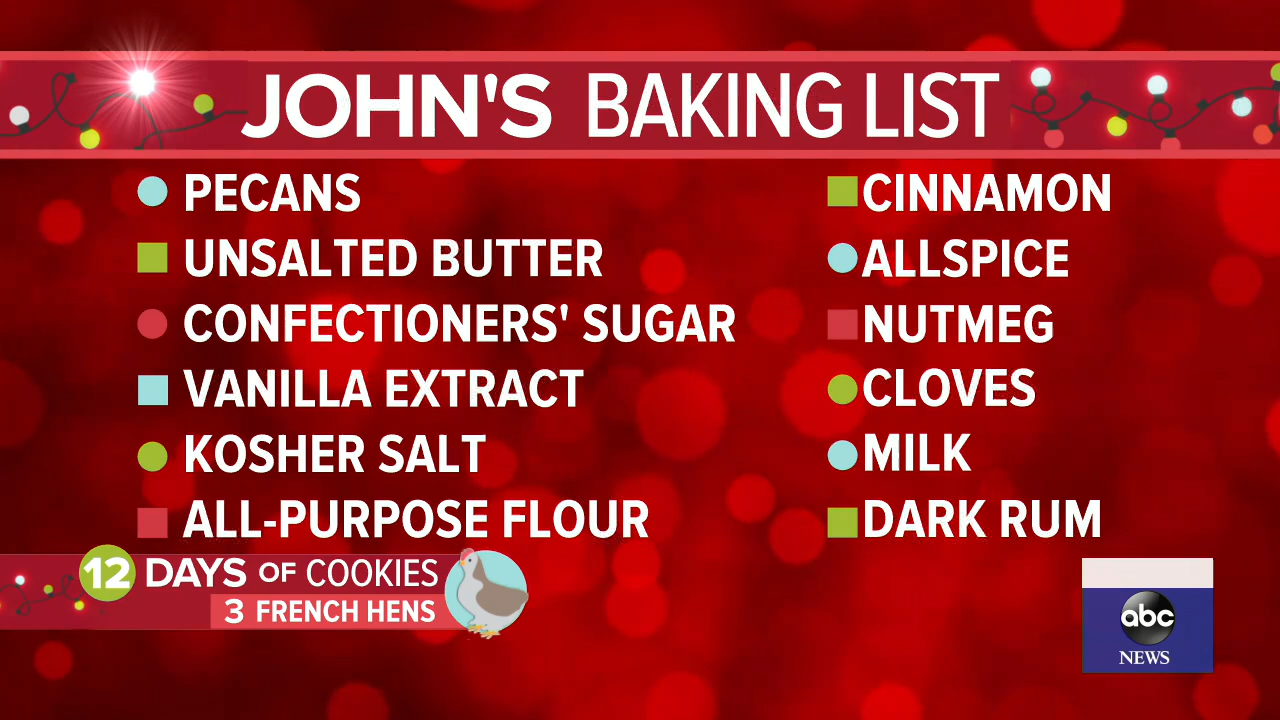 JOHN'S BAKING LIST
PECANS
UNSALTED BUTTER
CONFECTIONERS' SUGAR
VANILLA EXTRACT
KOSHER SALT
ALL-PURPOSE FLOUR
CINNAMON
ALLSPICE
NUTMEG
CLOVES
MILK
DARK RUM
12 DAYS OF COOKIES
3 FRENCH HENS
abc
NEWS